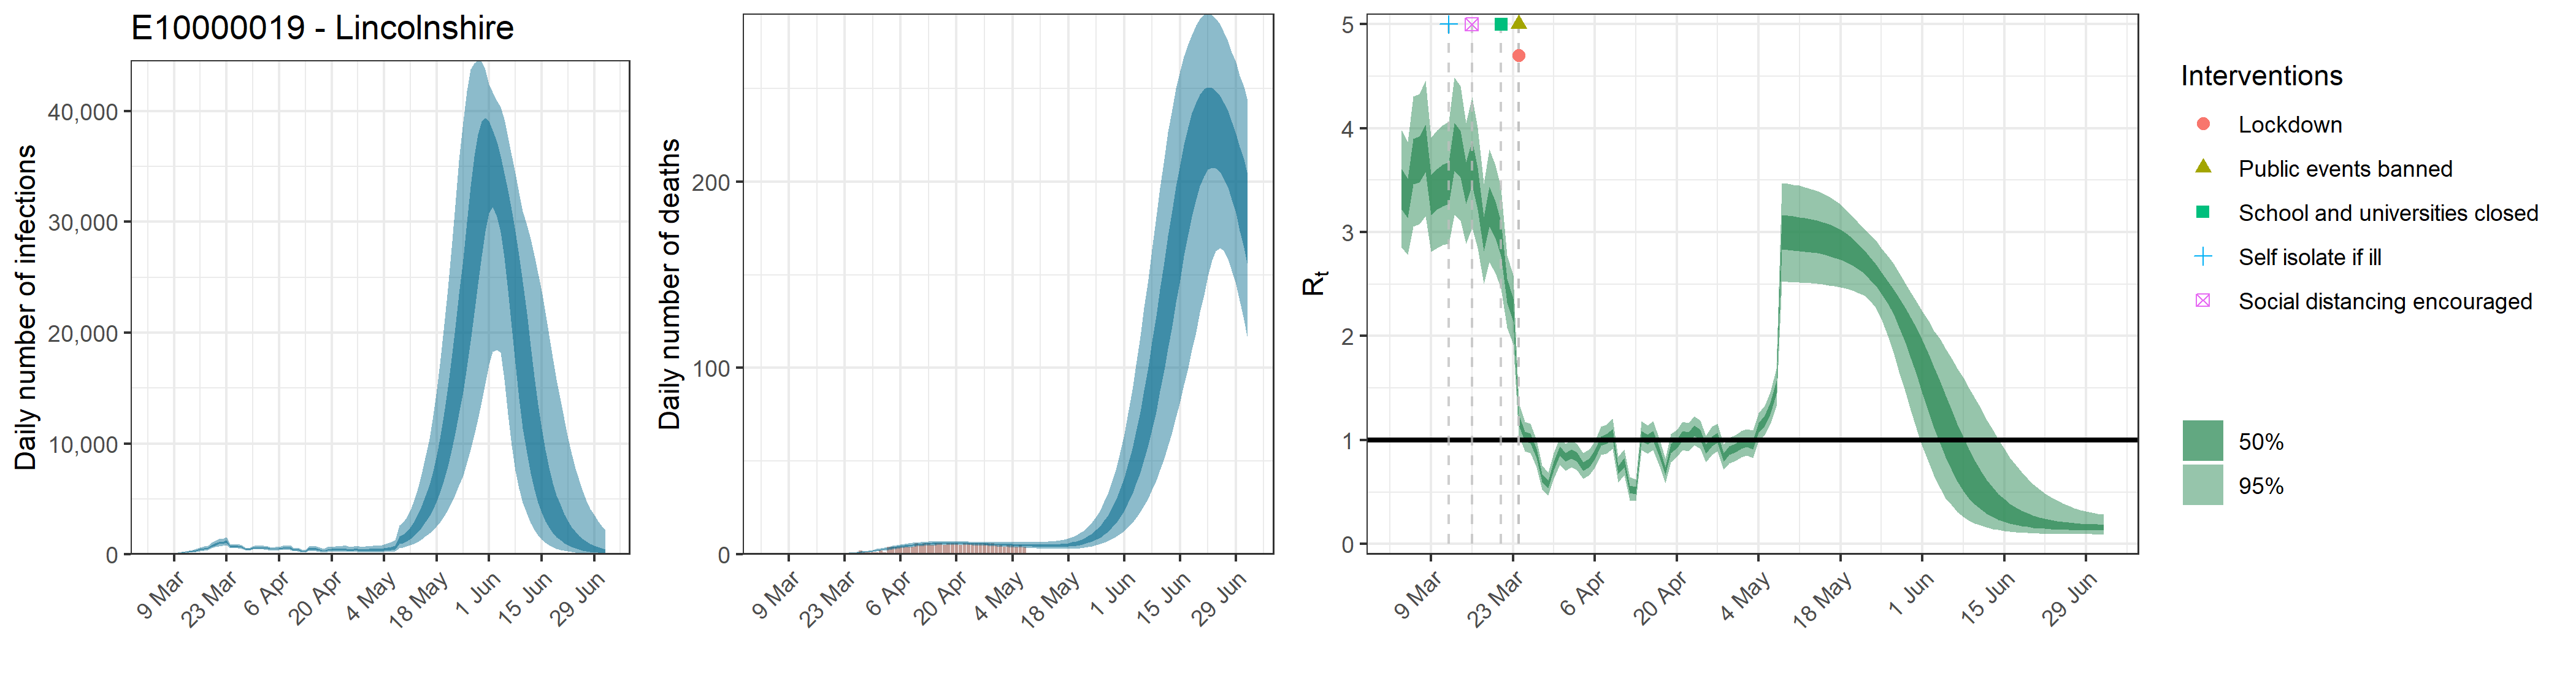 E10000019 - Lincolnshire
Daily number of infections
40,000
30,000
20,000
10,000
0
9 Mar
23 Mar
6 Apr
20 Apr
4 May
18 May
1 Jun
15 Jun
29 Jun
Daily number of deaths
200
100
0
9 Mar
23 Mar
6 Apr
20 Apr
4 May
18 May
1 Jun
15 Jun
29 Jun
Rt
5
4
3
2
1
0
9 Mar
23 Mar
6 Apr
20 Apr
4 May
18 May
1 Jun
15 Jun
29 Jun
Interventions
Lockdown
Public events banned
School and universities closed
Self isolate if ill
Social distancing encouraged
50%
95%